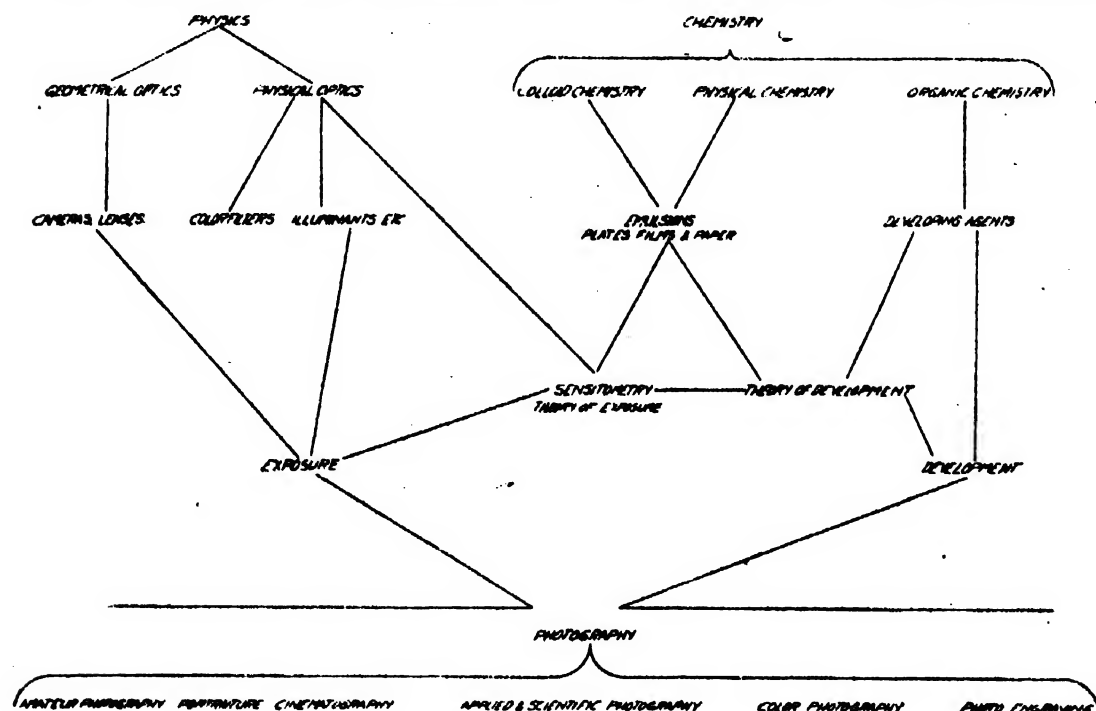 PHYSICS
CHEMISTRY
GEOMETRICAL OPTICS
PHYSICAL OPTICS
COLLOID CHEMISTRY
PHYSICAL CHEMISTRY
ORGANIC CHEMISTRY
CAMERAS, LENSES.
COLORFILTERS
ILLUMINANTS ETC
EMULSIONS
PLATES FILMS & PAPER
DEVELOPING AGENTS
SENSITOMETRY
THEORY OF EXPOSURE
THEORY OF DEVELOPMENT
EXPOSURE
DEVELOPMENT
PHOTOGRAPHY
AMATEUR PHOTOGRAPHY PORTRAITURE CINEMATOGRAPHY APPLIED & SCIENTIFIC PHOTOGRAPHY COLOR PHOTOGRAPHY PHOTO ENGRAVING